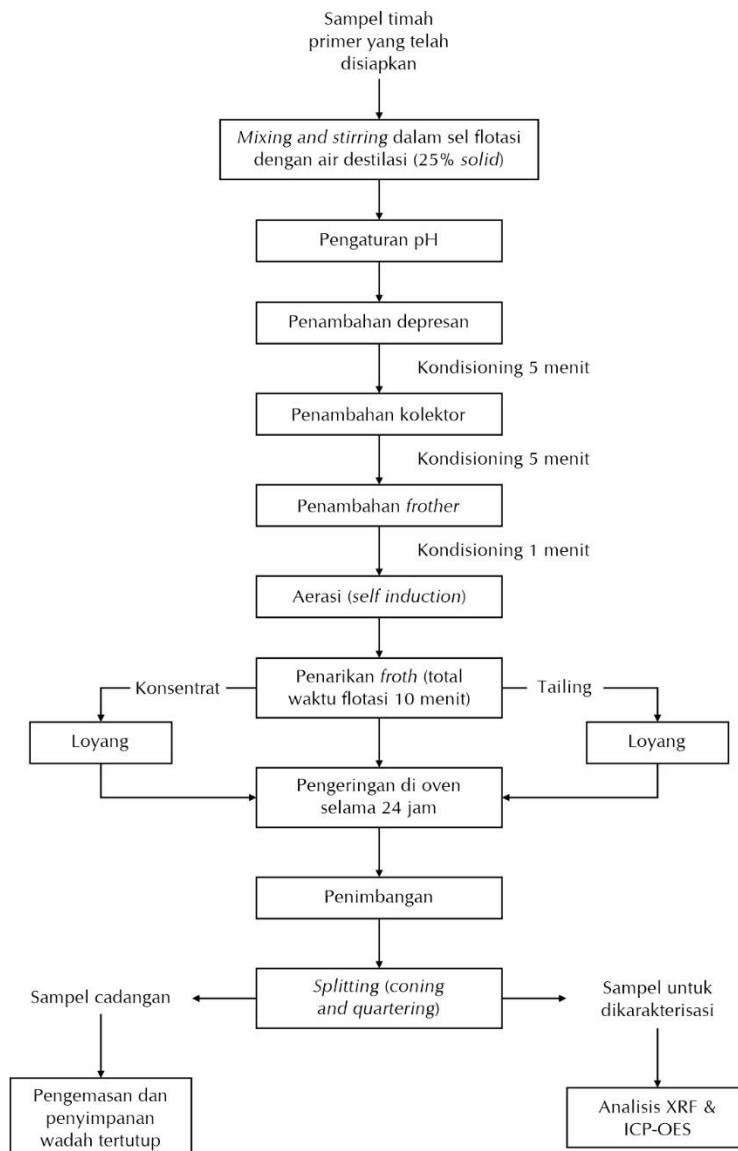 Sampel timah
primer yang telah
disiapkan
Mixing and stirring dalam sel flotasi
dengan air destilasi (25% solid)
Pengaturan pH
Penambahan depresan
Kondisioning 5 menit
Penambahan kolektor
Kondisioning 5 menit
Penambahan frother
Kondisioning 1 menit
Aerasi (self induction)
Konsentrat
Penarikan froth (total
waktu flotasi 10 menit)
Tailing
Loyang
Loyang
Pengeringan di oven
selama 24 jam
Penimbangan
Sampel cadangan
Splitting (coning
and quartering)
Sampel untuk
dikarakterisasi
Pengemasan dan
penyimpanan
wadah tertutup
Analisis XRF &
ICP-OES